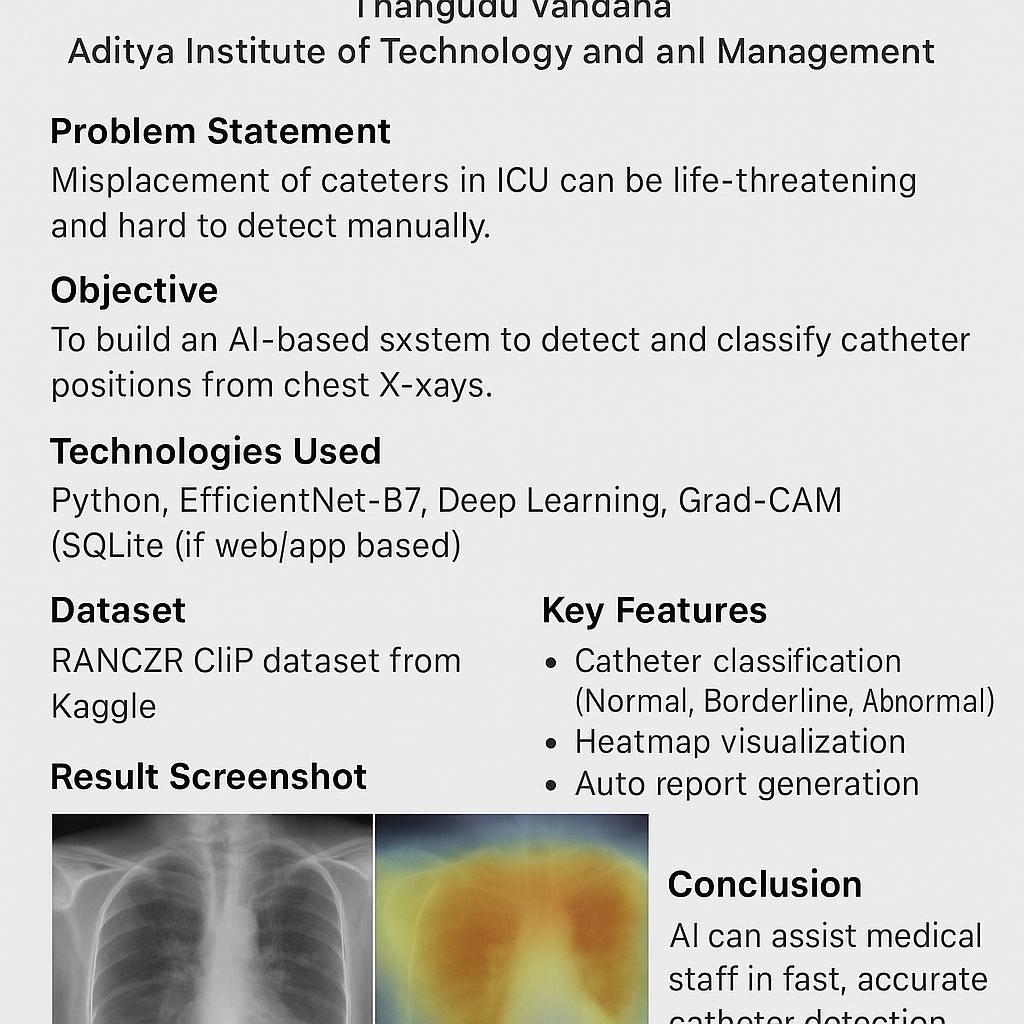 Thangudu Vandana
Aditya Institute of Technology and anl Management
Problem Statement
Misplacement of cateters in ICU can be life-threatening
and hard to detect manually.
Objective
To build an AI-based sxstem to detect and classify catheter
positions from chest X-xays.
Technologies Used
Python, EfficientNet-B7, Deep Learning, Grad-CAM
(SQLite (if web/app based)
Dataset
RANCZR CliP dataset from
Kaggle
Key Features
• Catheter classification
(Normal, Borderline, Abnormal)
• Heatmap visualization
• Auto report generation
Result Screenshot
Conclusion
AI can assist medical
staff in fast, accurate
catheter detection